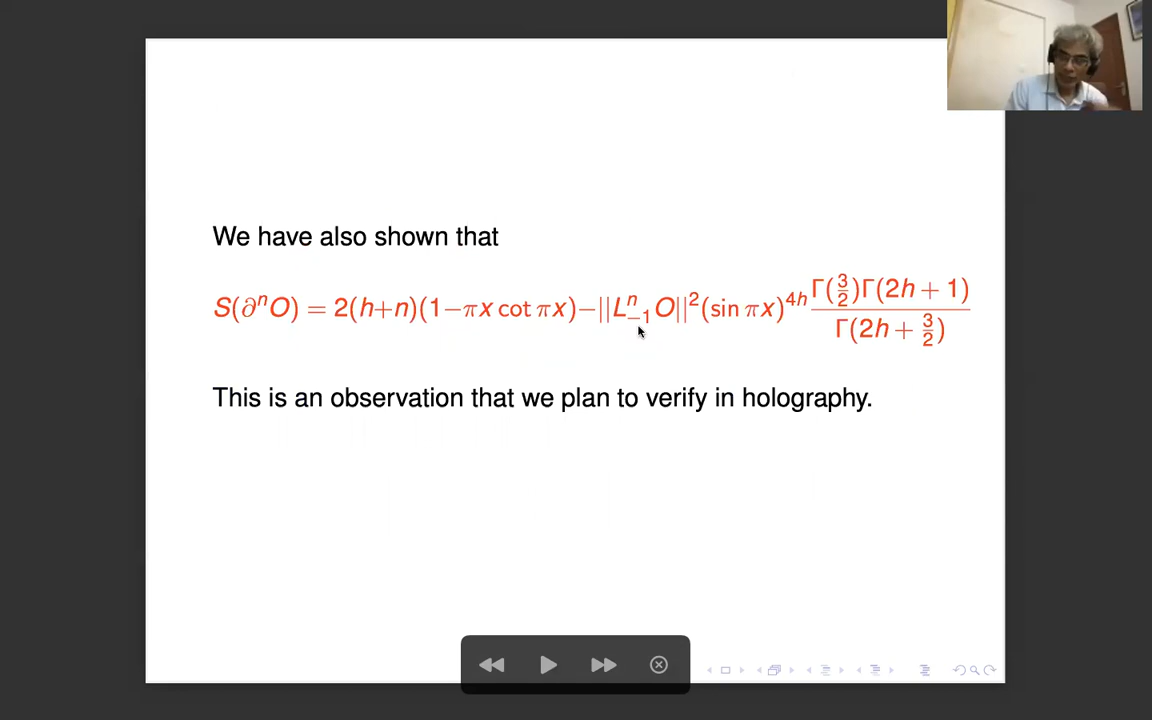 We have also shown that
S(∂ⁿO) = 2(h+n)(1−πx cot πx)−||Lⁿ₋₁O||²(sin πx)⁴ʰ Γ(3/2)Γ(2h + 1) / Γ(2h + 3/2)
This is an observation that we plan to verify in holography.